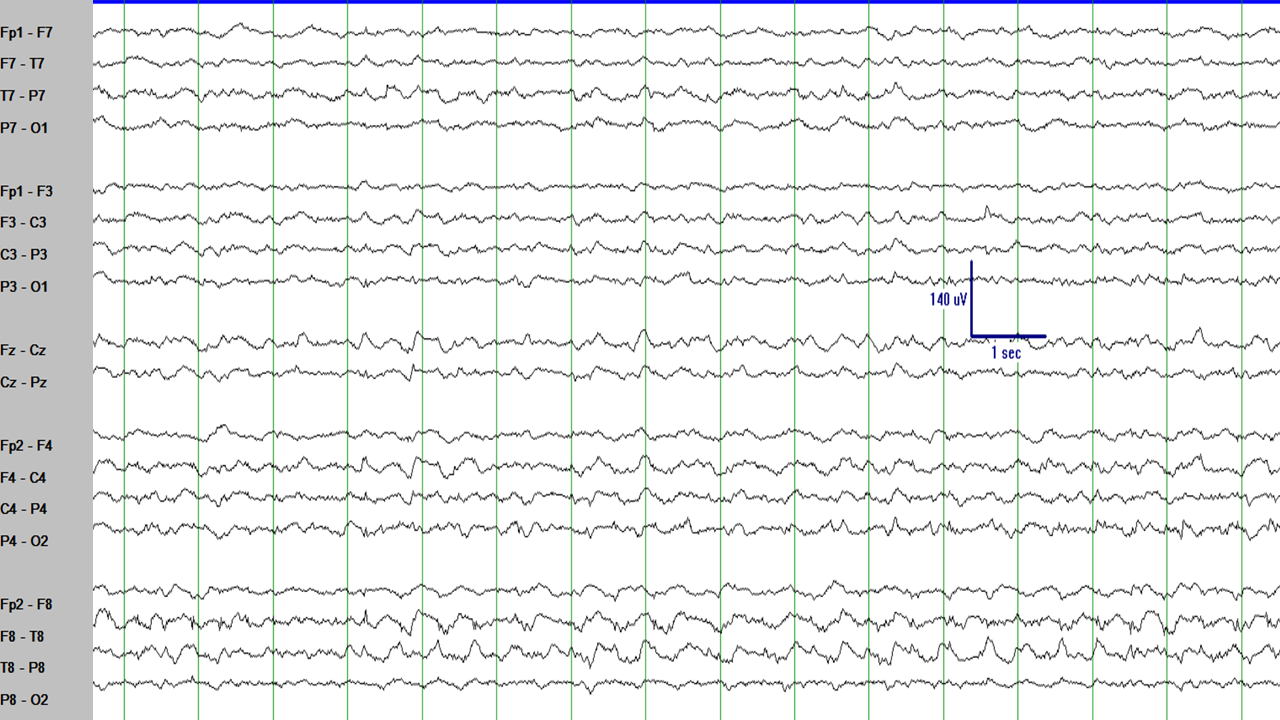 Fp1 - F7
F7 - T7
T7 - P7
P7 - O1
Fp1 - F3
F3 - C3
C3 - P3
P3 - O1
140 uV
Fz - Cz
1 sec
Cz - Pz
Fp2 - F4
F4 - C4
C4 - P4
P4 - O2
Fp2 - F8
F8 - T8
T8 - P8
P8 - O2